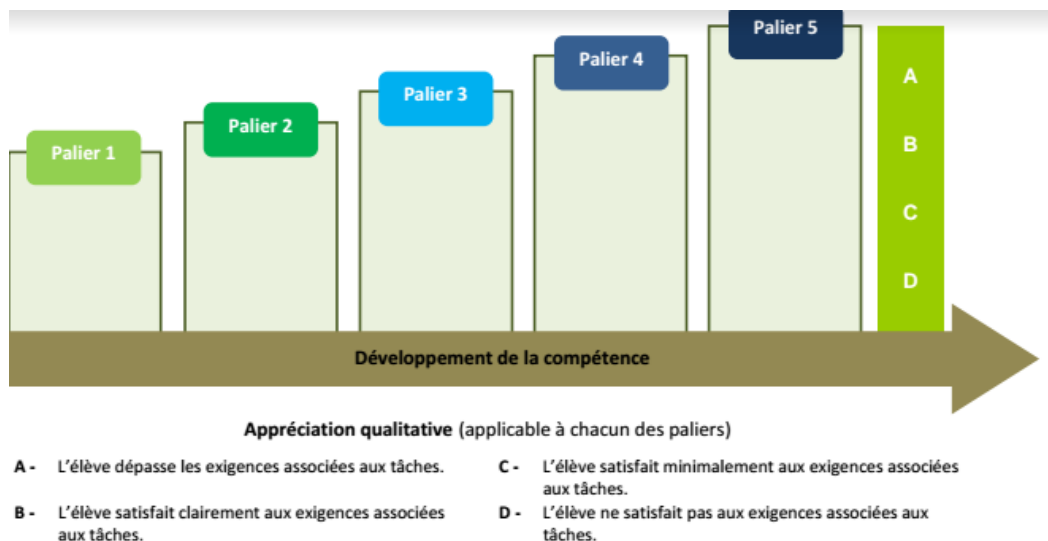 Palier 5
Palier 4
Palier 3
Palier 2
Palier 1
A
B
C
D
Développement de la compétence
Appréciation qualitative (applicable à chacun des paliers)
A - L'élève dépasse les exigences associées aux tâches.
B - L'élève satisfait clairement aux exigences associées
aux tâches.
C - L'élève satisfait minimalement aux exigences associées
aux tâches.
D - L'élève ne satisfait pas aux exigences associées aux
tâches.